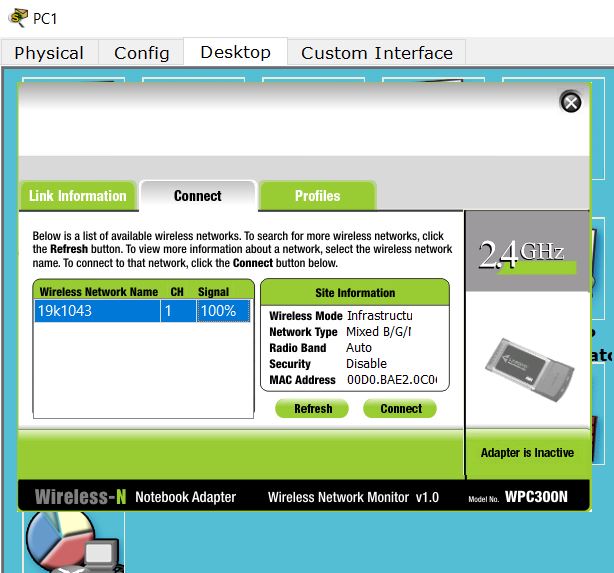 PC1
Physical Config Desktop Custom Interface
Link Information Connect Profiles
Below is a list of available wireless networks. To search for more wireless networks, click
the Refresh button. To view more information about a network, select the wireless network
name. To connect to that network, click the Connect button below.
2.4GHz
Wireless Network Name CH Signal
19k1043 1 100%
Site Information
Wireless Mode Infrastructu
Network Type Mixed B/G/
Radio Band Auto
Security Disable
MAC Address 00D0.BAE2.0C0
Refresh Connect
Adapter is Inactive
Wireless-N Notebook Adapter Wireless Network Monitor v1.0 Model No. WPC300N